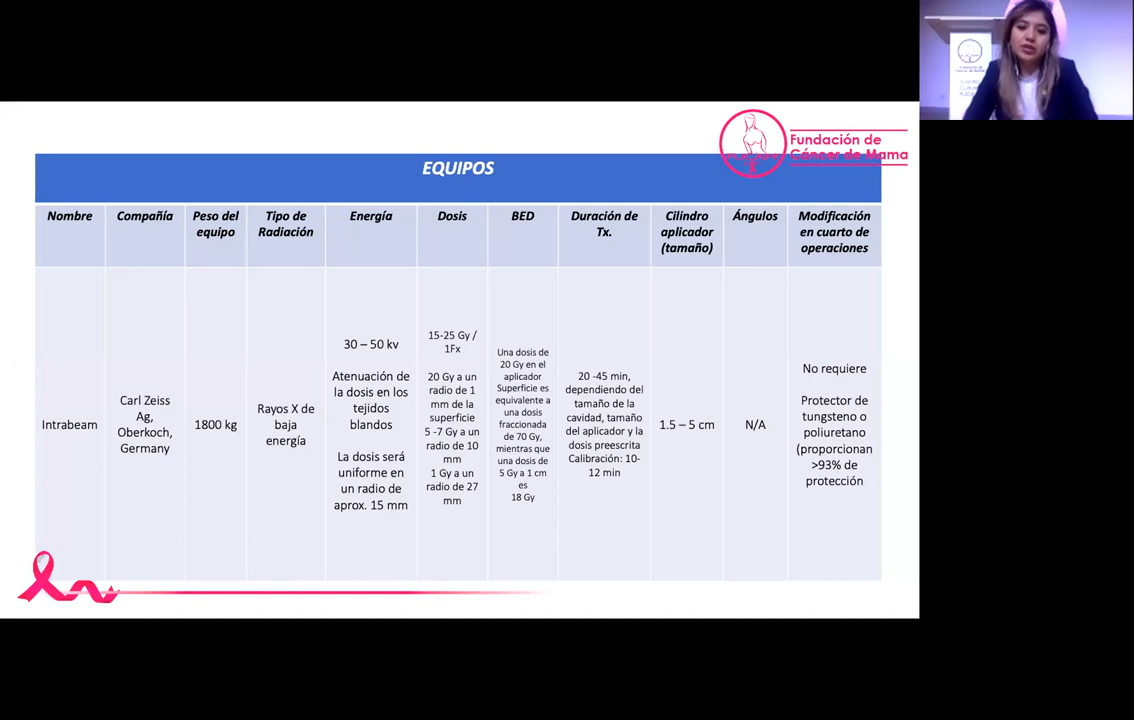 Fundación de
Cáncer de Mama
EQUIPOS
Nombre
Compañía
Peso del
equipo
Tipo de
Radiación
Energía
Dosis
BED
Duración de
Tx.
Cilindro
aplicador
(tamaño)
Ángulos
Modificación
en cuarto de
operaciones
Intrabeam
Carl Zeiss
Ag,
Oberkoch,
Germany
1800 kg
Rayos X de
baja
energía
30 – 50 kv
Atenuación de
la dosis en los
tejidos
blandos
La dosis será
uniforme en
un radio de
aprox. 15 mm
15-25 Gy /
1Fx
20 Gy a un
radio de 1
mm de la
superficie
5 -7 Gy a un
radio de 10
mm
1 Gy a un
radio de 27
mm
Una dosis de
20 Gy en el
aplicador
Superficie es
equivalente a
una dosis
fraccionada
de 70 Gy,
mientras que
una dosis de
5 Gy a 1 cm
es
18 Gy
20 -45 min,
dependiendo del
tamaño de la
cavidad, tamaño
del aplicador y la
dosis preescrita
Calibración: 10-
12 min
1.5 – 5 cm
N/A
No requiere
Protector de
tungsteno o
poliuretano
(proporcionan
>93% de
protección